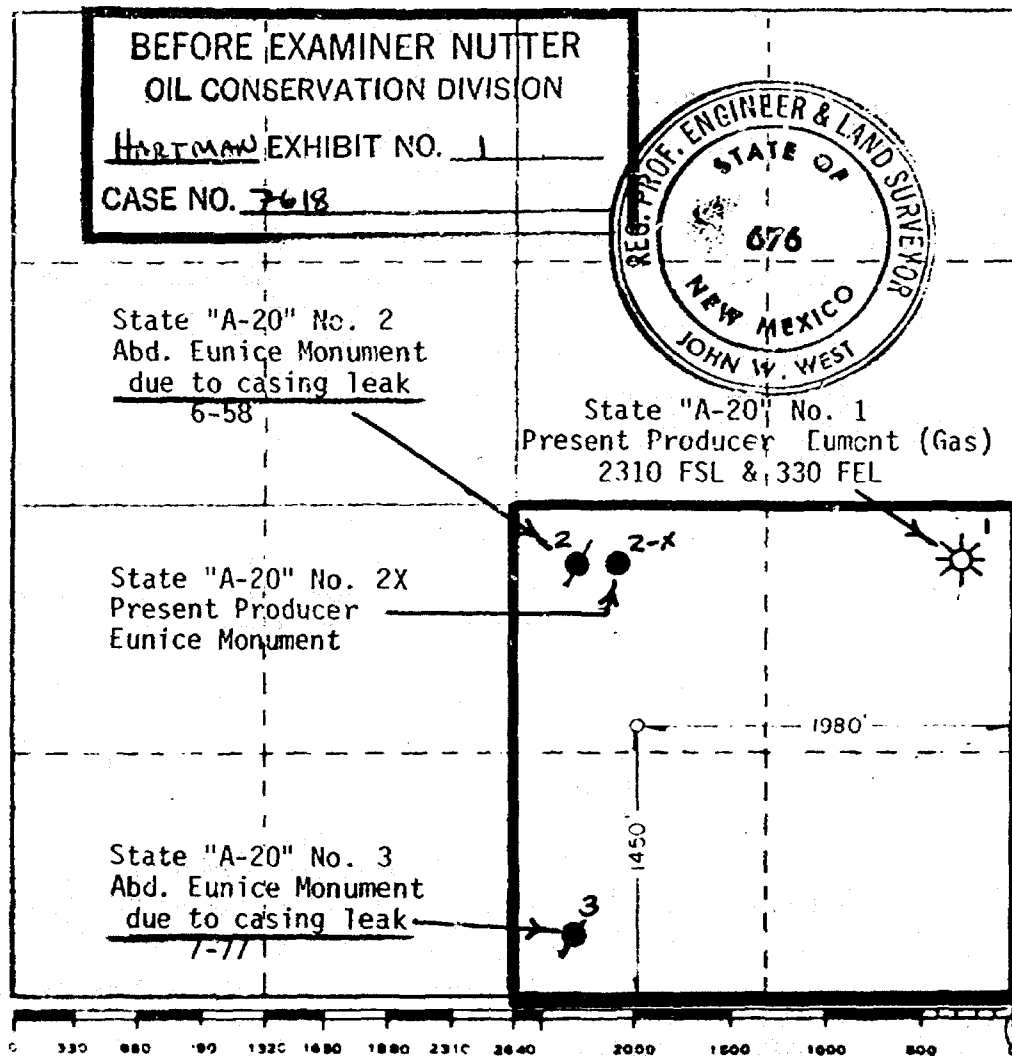 BEFORE EXAMINER NUTTER
OIL CONSERVATION DIVISION
HARTMAN EXHIBIT NO. 1
CASE NO. 7618
REG. PROF. ENGINEER & LAND SURVEYOR
STATE OF
676
NEW MEXICO
JOHN W. WEST
State "A-20" No. 2
Abd. Eunice Monument
due to casing leak
6-58
State "A-20" No. 1
Present Producer Eumont (Gas)
2310 FSL & 330 FEL
2
2-X
1
State "A-20" No. 2X
Present Producer
Eunice Monument
1980'
1450'
State "A-20" No. 3
Abd. Eunice Monument
due to casing leak
7-77
3
0 330 660 990 1320 1650 1980 2310 2640 2000 1500 1000 500